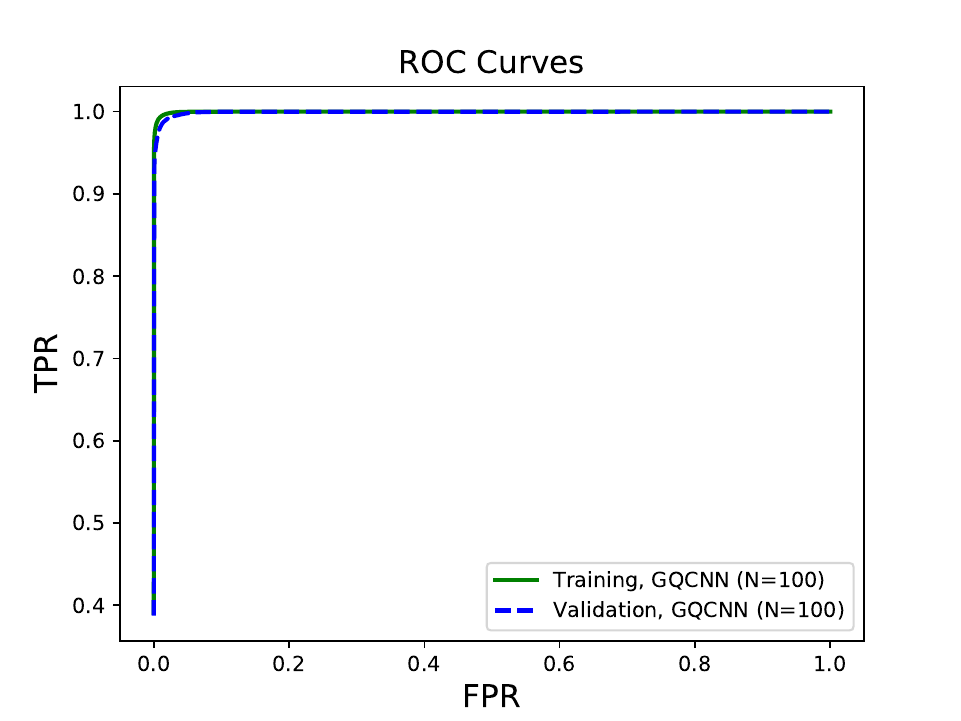 ROC Curves
TPR
1.0
0.9
0.8
0.7
0.6
0.5
0.4
Training, GQCNN (N=100)
Validation, GQCNN (N=100)
0.0 0.2 0.4 0.6 0.8 1.0
FPR